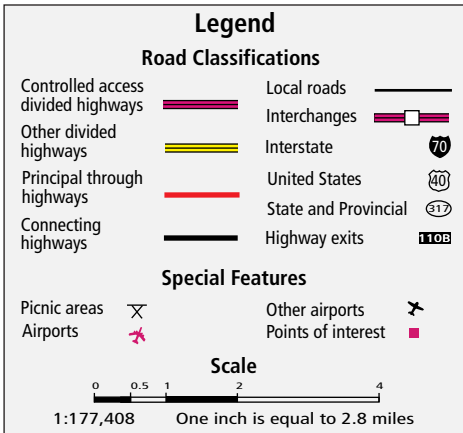 Legend
Road Classifications
Controlled access
divided highways
Other divided
highways
Principal through
highways
Connecting
highways
Local roads
Interchanges
Interstate 70
United States 40
State and Provincial 317
Highway exits 110B
Special Features
Picnic areas
Airports
Other airports
Points of interest
Scale
0 0.5 1 2 4
1:177,408 One inch is equal to 2.8 miles